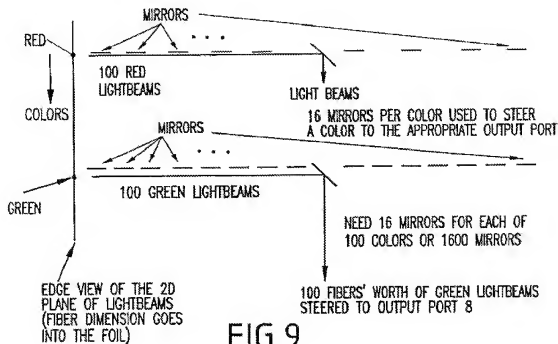 MIRRORS
RED
100 RED
LIGHTBEAMS
COLORS
LIGHT BEAMS
16 MIRRORS PER COLOR USED TO STEER
A COLOR TO THE APPROPRIATE OUTPUT PORT
MIRRORS
100 GREEN LIGHTBEAMS
GREEN
NEED 16 MIRRORS FOR EACH OF
100 COLORS OR 1600 MIRRORS
EDGE VIEW OF THE 2D
PLANE OF LIGHTBEAMS
(FIBER DIMENSION GOES
INTO THE FOIL)
100 FIBERS' WORTH OF GREEN LIGHTBEAMS
STEERED TO OUTPUT PORT 8
FIG.9